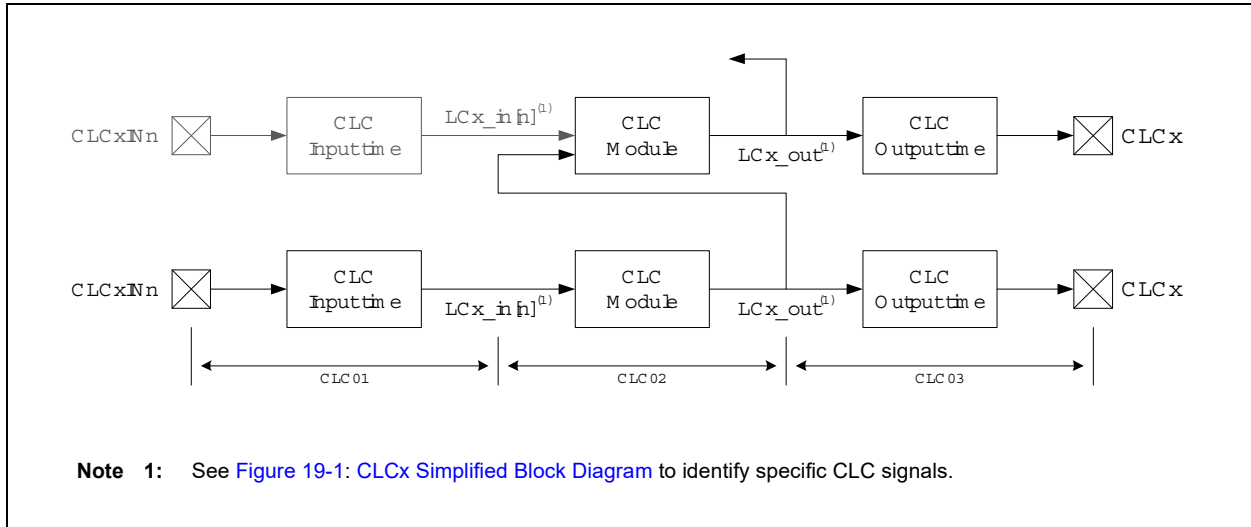 LCx_in[n](1)
CLCxINn
CLC
Input time
CLC
Module
LCx_out(1)
CLC
Output time
CLCx
CLCxINn
CLC
Input time
LCx_in[n](1)
CLC
Module
LCx_out(1)
CLC
Output time
CLCx
CLC01
CLC02
CLC03
Note 1: See Figure 19-1: CLCx Simplified Block Diagram to identify specific CLC signals.